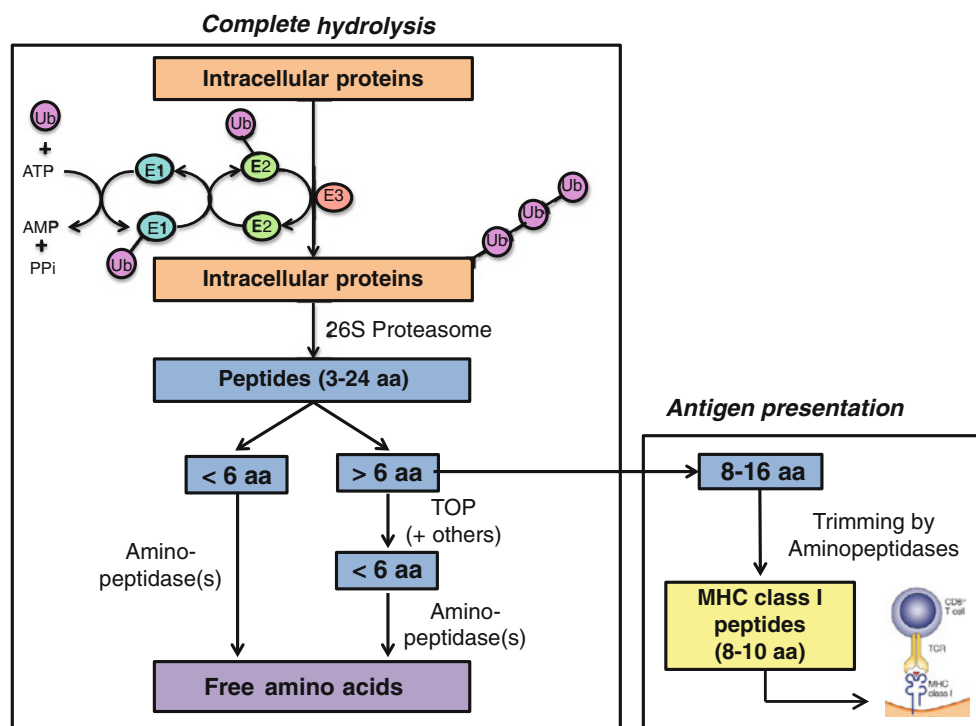 Complete hydrolysis
Intracellular proteins
Ub
+
ATP
AMP
+
PPi
E1
E1
Ub
Ub
E2
E2
E3
Ub
Ub
Ub
Intracellular proteins
26S Proteasome
Peptides (3-24 aa)
< 6 aa
> 6 aa
TOP
(+ others)
< 6 aa
Amino-
peptidase(s)
Amino-
peptidase(s)
Free amino acids
Antigen presentation
8-16 aa
Trimming by
Aminopeptidases
MHC class I
peptides
(8-10 aa)
CD8+
T cell
TCR
MHC
class I